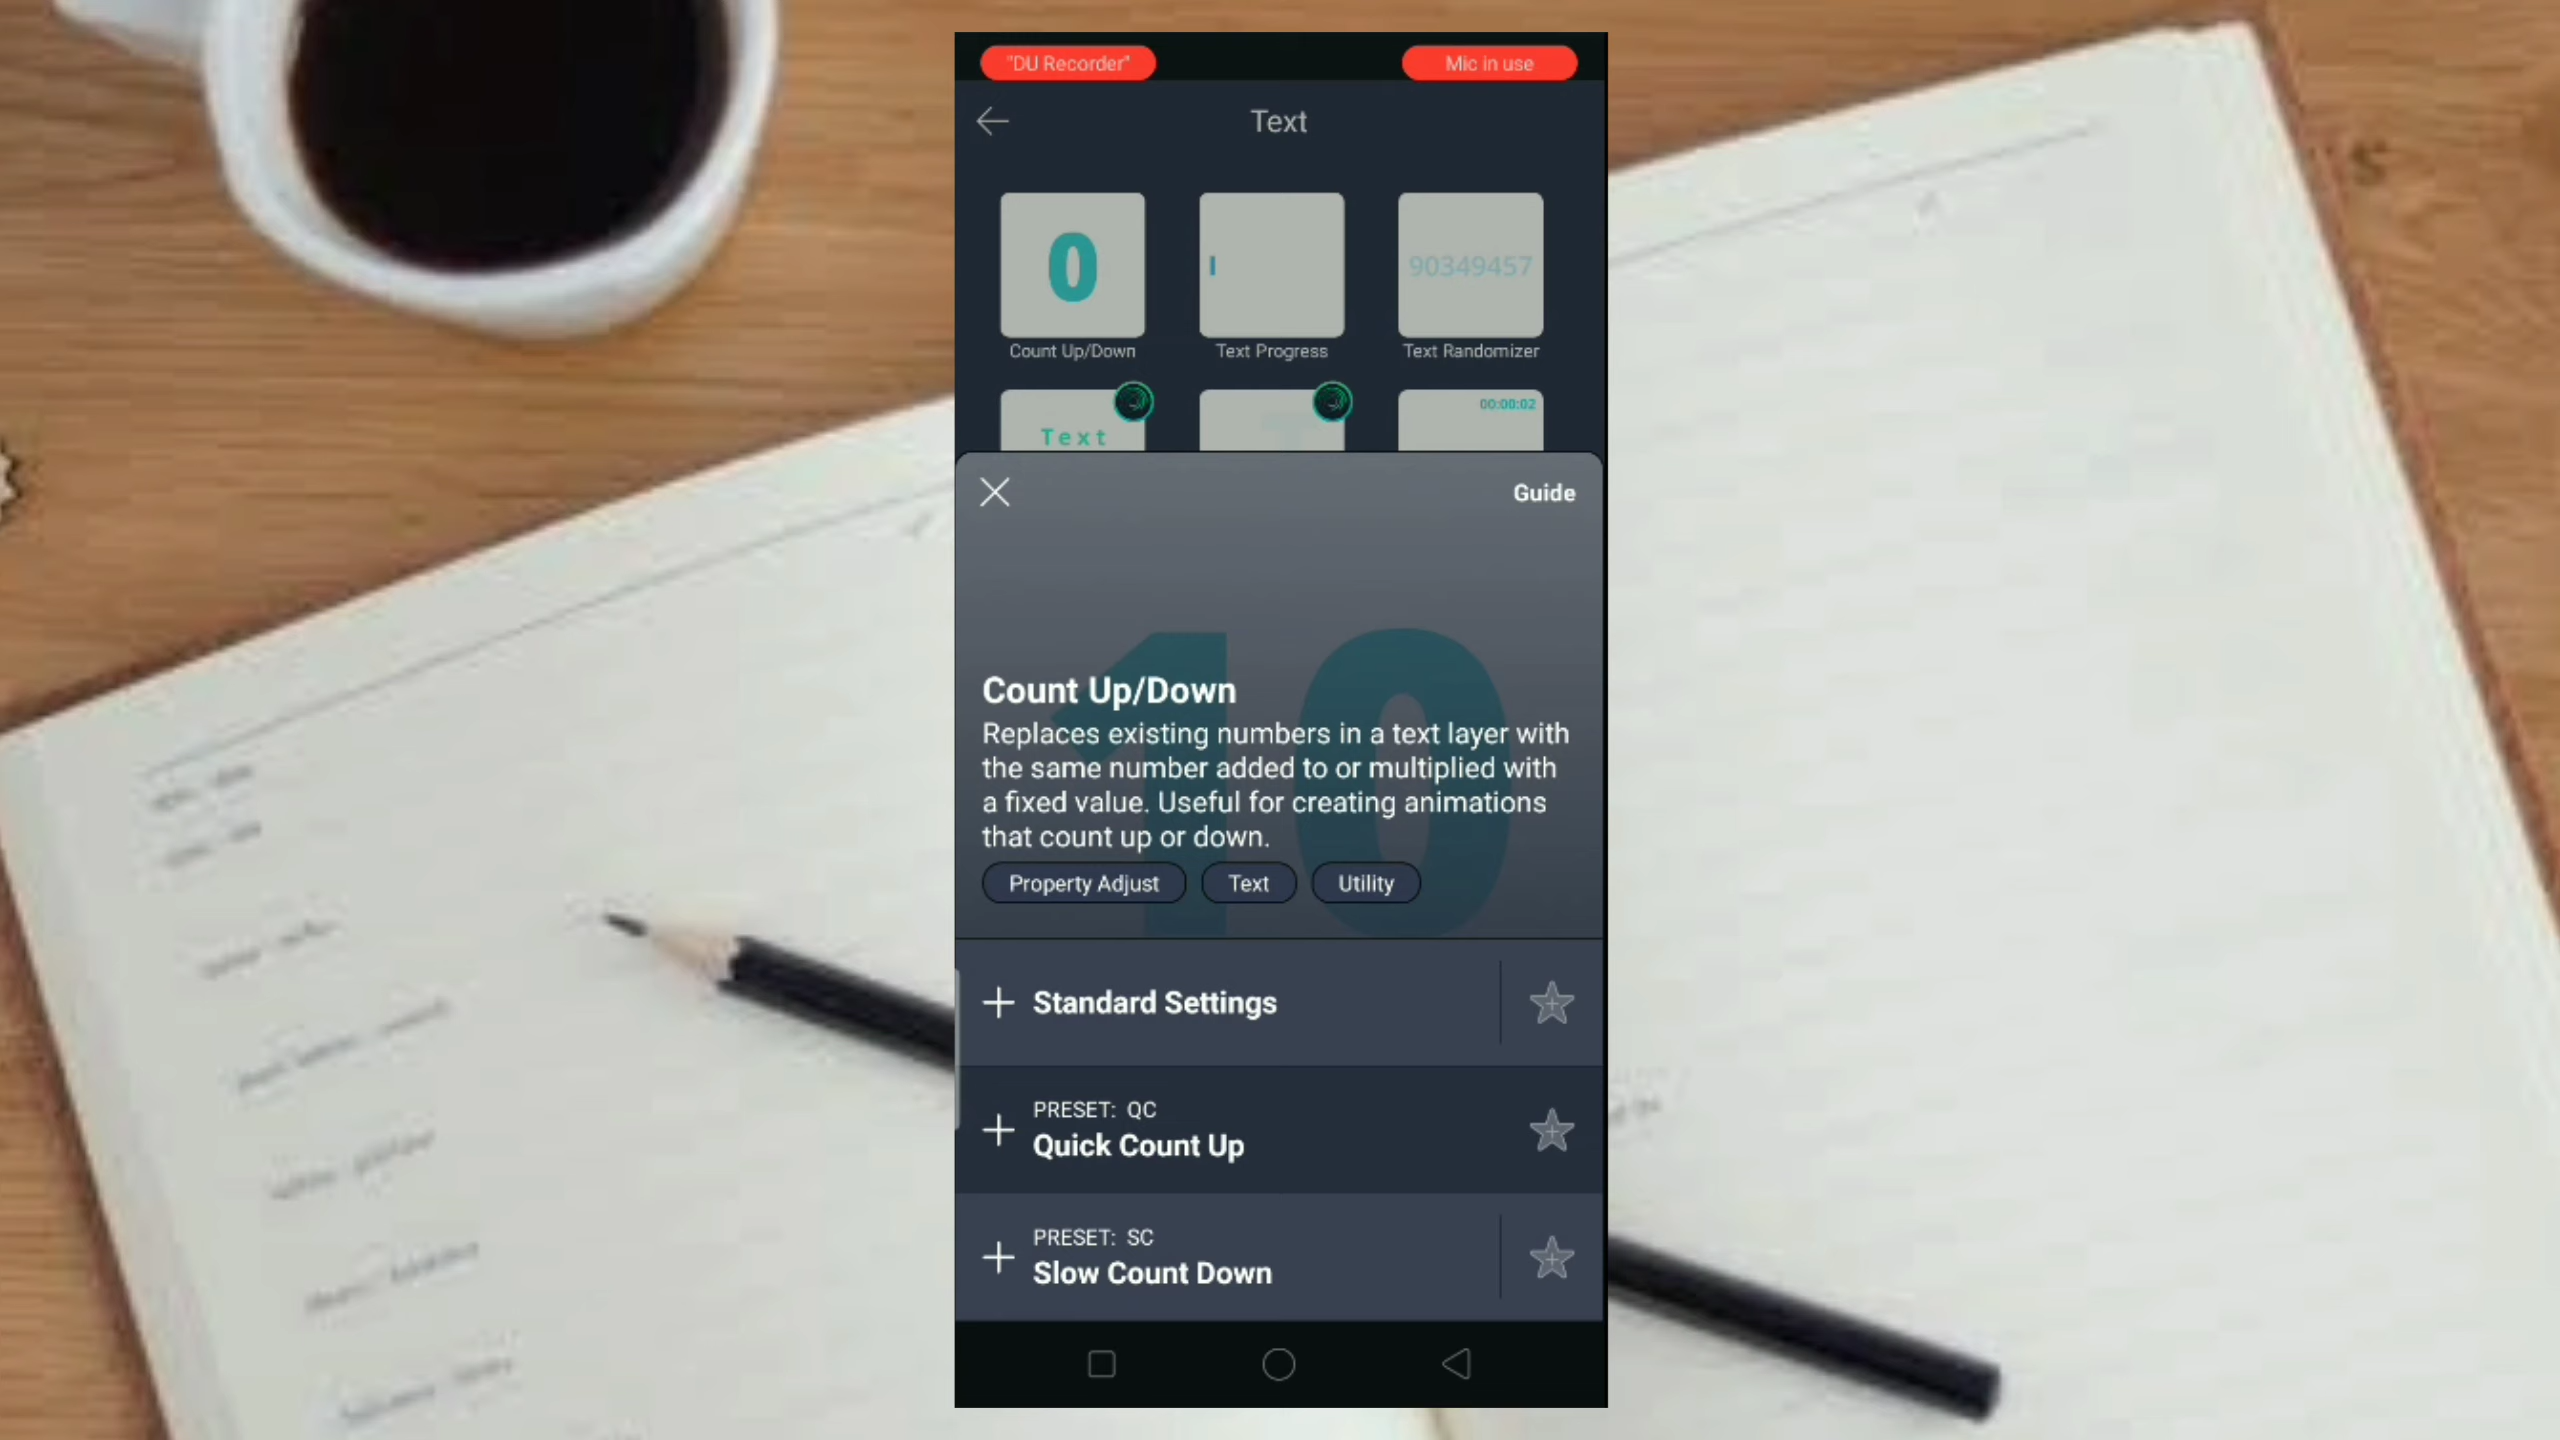 "DU Recorder"
Mic in use
Text
0
90349457
Count Up/Down
Text Progress
Text Randomizer
Text
00:00:02
Guide
10
Count Up/Down
Replaces existing numbers in a text layer with
the same number added to or multiplied with
a fixed value. Useful for creating animations
that count up or down.
Property Adjust
Text
Utility
Standard Settings
PRESET: QC
Quick Count Up
PRESET: SC
Slow Count Down